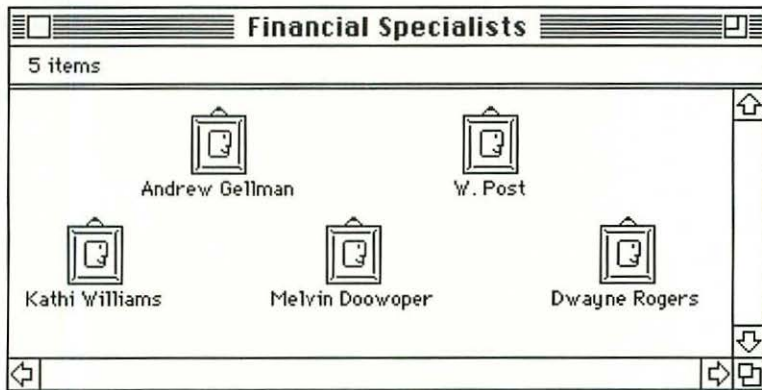 Financial Specialists
5 items
Andrew Gellman
W. Post
Kathi Williams
Melvin Doowoper
Dwayne Rogers